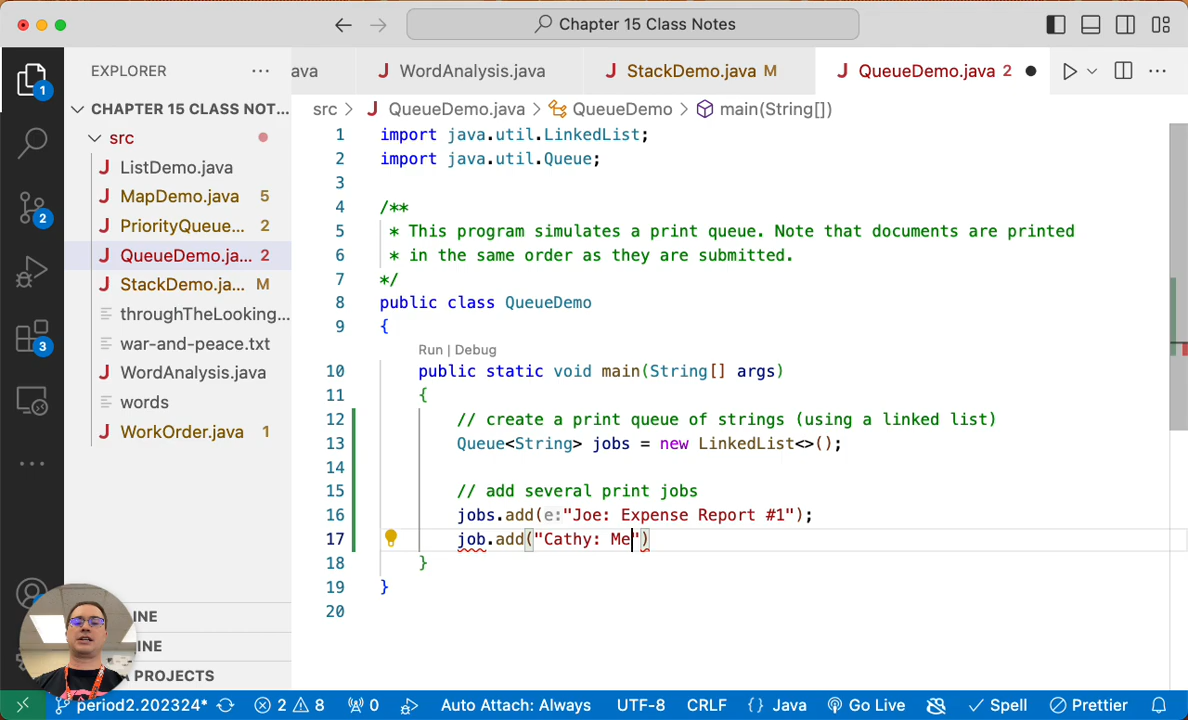 Chapter 15 Class Notes
EXPLORER
ava
WordAnalysis.java
StackDemo.java M
QueueDemo.java 2
CHAPTER 15 CLASS NOT...
src
ListDemo.java
MapDemo.java 5
PriorityQueue... 2
QueueDemo.ja... 2
StackDemo.ja... M
throughTheLooking...
war-and-peace.txt
WordAnalysis.java
words
WorkOrder.java 1
INE
INE
PROJECTS
1
2
3
src > QueueDemo.java > QueueDemo > main(String[])
1 import java.util.LinkedList;
2 import java.util.Queue;
3
4 /**
5 * This program simulates a print queue. Note that documents are printed
6 * in the same order as they are submitted.
7 */
8 public class QueueDemo
9 {
Run | Debug
10 public static void main(String[] args)
11 {
12 // create a print queue of strings (using a linked list)
13 Queue<String> jobs = new LinkedList<>();
14
15 // add several print jobs
16 jobs.add(e:"Joe: Expense Report #1");
17 job.add("Cathy: Me")
18 }
19 }
20
period2.202324* 2 8 0 Auto Attach: Always UTF-8 CRLF {} Java Go Live Spell Prettier